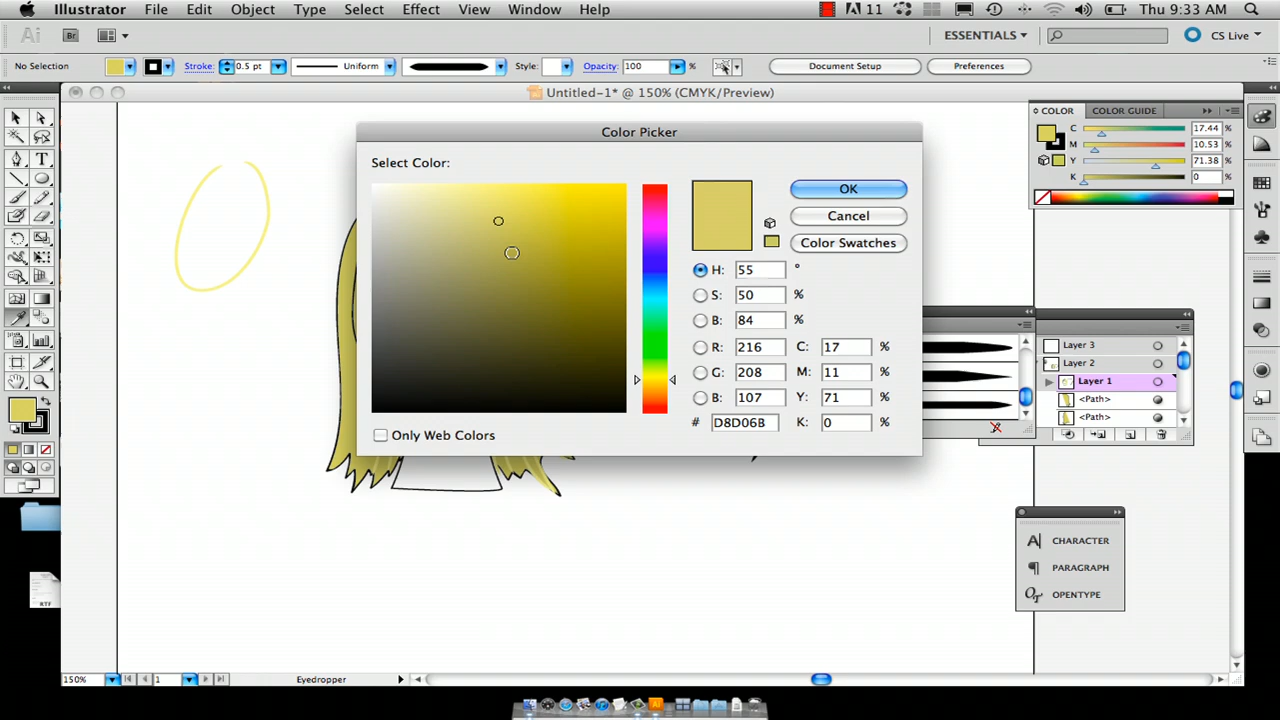 Illustrator File Edit Object Type Select Effect View Window Help 11 Thu 9:33 AM
Ai Br ESSENTIALS CS Live
No Selection Stroke: 0.5 pt Uniform Style: Opacity: 100 % Document Setup Preferences
Untitled-1* @ 150% (CMYK/Preview)
COLOR COLOR GUIDE
C 17.44 %
M 10.53 %
Y 71.38 %
K 0 %
Color Picker
Select Color:
OK
Cancel
Color Swatches
H: 55 °
S: 50 %
B: 84 %
R: 216 C: 17 %
G: 208 M: 11 %
B: 107 Y: 71 %
# D8D06B K: 0 %
Only Web Colors
Layer 3
Layer 2
Layer 1
<Path>
<Path>
CHARACTER
PARAGRAPH
OPENTYPE
RTF
150% 1 Eyedropper